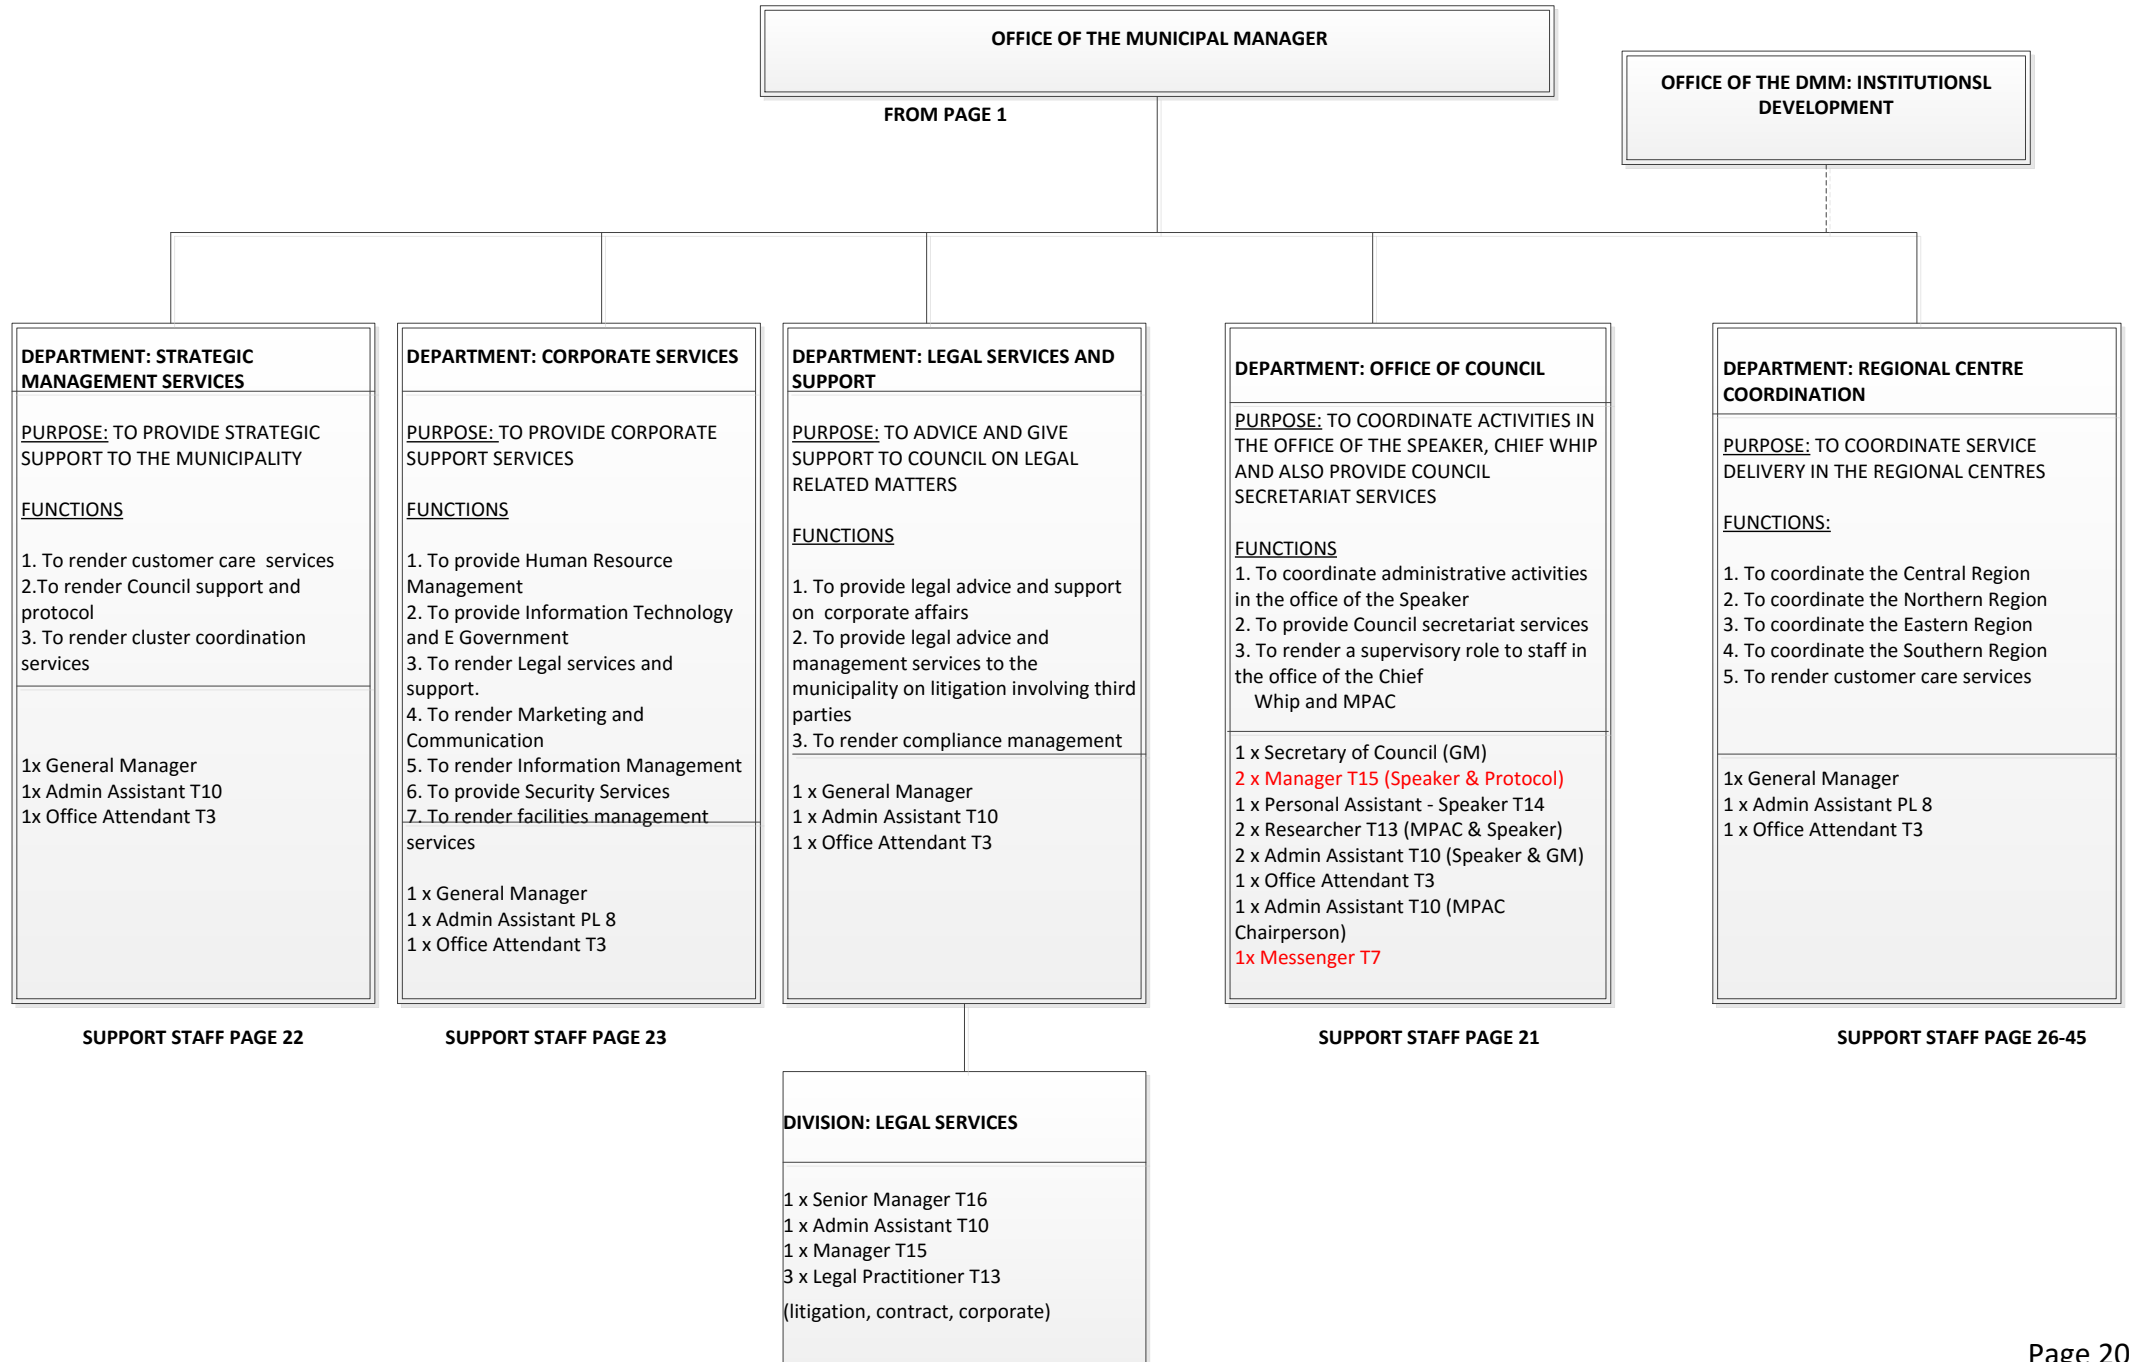 OFFICE OF THE MUNICIPAL MANAGER
OFFICE OF THE DMM: INSTITUTIONSL
DEVELOPMENT
FROM PAGE 1
DEPARTMENT: STRATEGIC
MANAGEMENT SERVICES
PURPOSE: TO PROVIDE STRATEGIC
SUPPORT TO THE MUNICIPALITY
FUNCTIONS
1. To render customer care  services
2.To render Council support and
protocol
3. To render cluster coordination
services
1x General Manager
1x Admin Assistant T10
1x Office Attendant T3
SUPPORT STAFF PAGE 22
DEPARTMENT: CORPORATE SERVICES
PURPOSE: TO PROVIDE CORPORATE
SUPPORT SERVICES
FUNCTIONS
1. To provide Human Resource
Management
2. To provide Information Technology
and E Government
3. To render Legal services and
support.
4. To render Marketing and
Communication
5. To render Information Management
6. To provide Security Services
7. To render facilities management
services
1 x General Manager
1 x Admin Assistant PL 8
1 x Office Attendant T3
SUPPORT STAFF PAGE 23
DEPARTMENT: LEGAL SERVICES AND
SUPPORT
PURPOSE: TO ADVICE AND GIVE
SUPPORT TO COUNCIL ON LEGAL
RELATED MATTERS
FUNCTIONS
1. To provide legal advice and support
on  corporate affairs
2. To provide legal advice and
management services to the
municipality on litigation involving third
parties
3. To render compliance management
1 x General Manager
1 x Admin Assistant T10
1 x Office Attendant T3
DIVISION: LEGAL SERVICES
1 x Senior Manager T16
1 x Admin Assistant T10
1 x Manager T15
3 x Legal Practitioner T13
(litigation, contract, corporate)
DEPARTMENT: OFFICE OF COUNCIL
PURPOSE: TO COORDINATE ACTIVITIES IN
THE OFFICE OF THE SPEAKER, CHIEF WHIP
AND ALSO PROVIDE COUNCIL
SECRETARIAT SERVICES
FUNCTIONS
1. To coordinate administrative activities
in the office of the Speaker
2. To provide Council secretariat services
3. To render a supervisory role to staff in
the office of the Chief
Whip and MPAC
1 x Secretary of Council (GM)
2 x Manager T15 (Speaker & Protocol)
1 x Personal Assistant - Speaker T14
2 x Researcher T13 (MPAC & Speaker)
2 x Admin Assistant T10 (Speaker & GM)
1 x Office Attendant T3
1 x Admin Assistant T10 (MPAC
Chairperson)
1x Messenger T7
SUPPORT STAFF PAGE 21
DEPARTMENT: REGIONAL CENTRE
COORDINATION
PURPOSE: TO COORDINATE SERVICE
DELIVERY IN THE REGIONAL CENTRES
FUNCTIONS:
1. To coordinate the Central Region
2. To coordinate the Northern Region
3. To coordinate the Eastern Region
4. To coordinate the Southern Region
5. To render customer care services
1x General Manager
1 x Admin Assistant PL 8
1 x Office Attendant T3
SUPPORT STAFF PAGE 26-45
Page 20